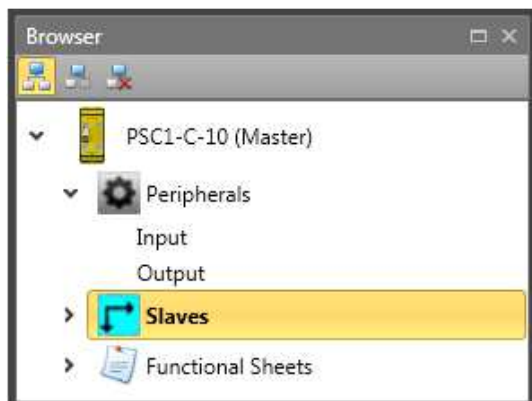 Browser
PSC1-C-10 (Master)
Peripherals
Input
Output
Slaves
Functional Sheets